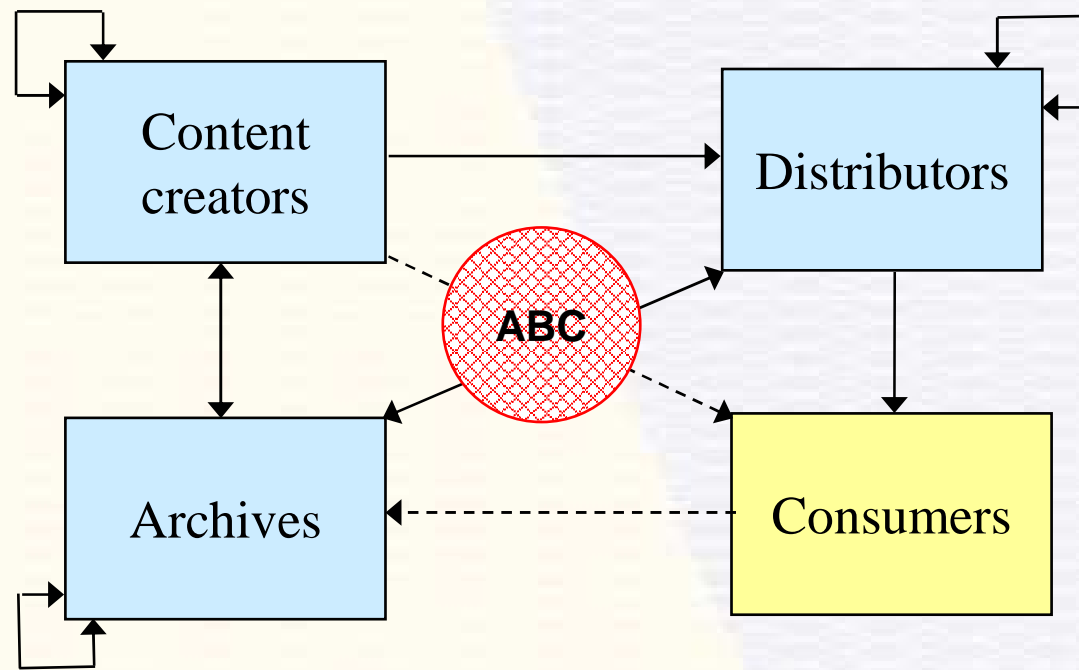 Content
creators
Distributors
ABC
Archives
Consumers